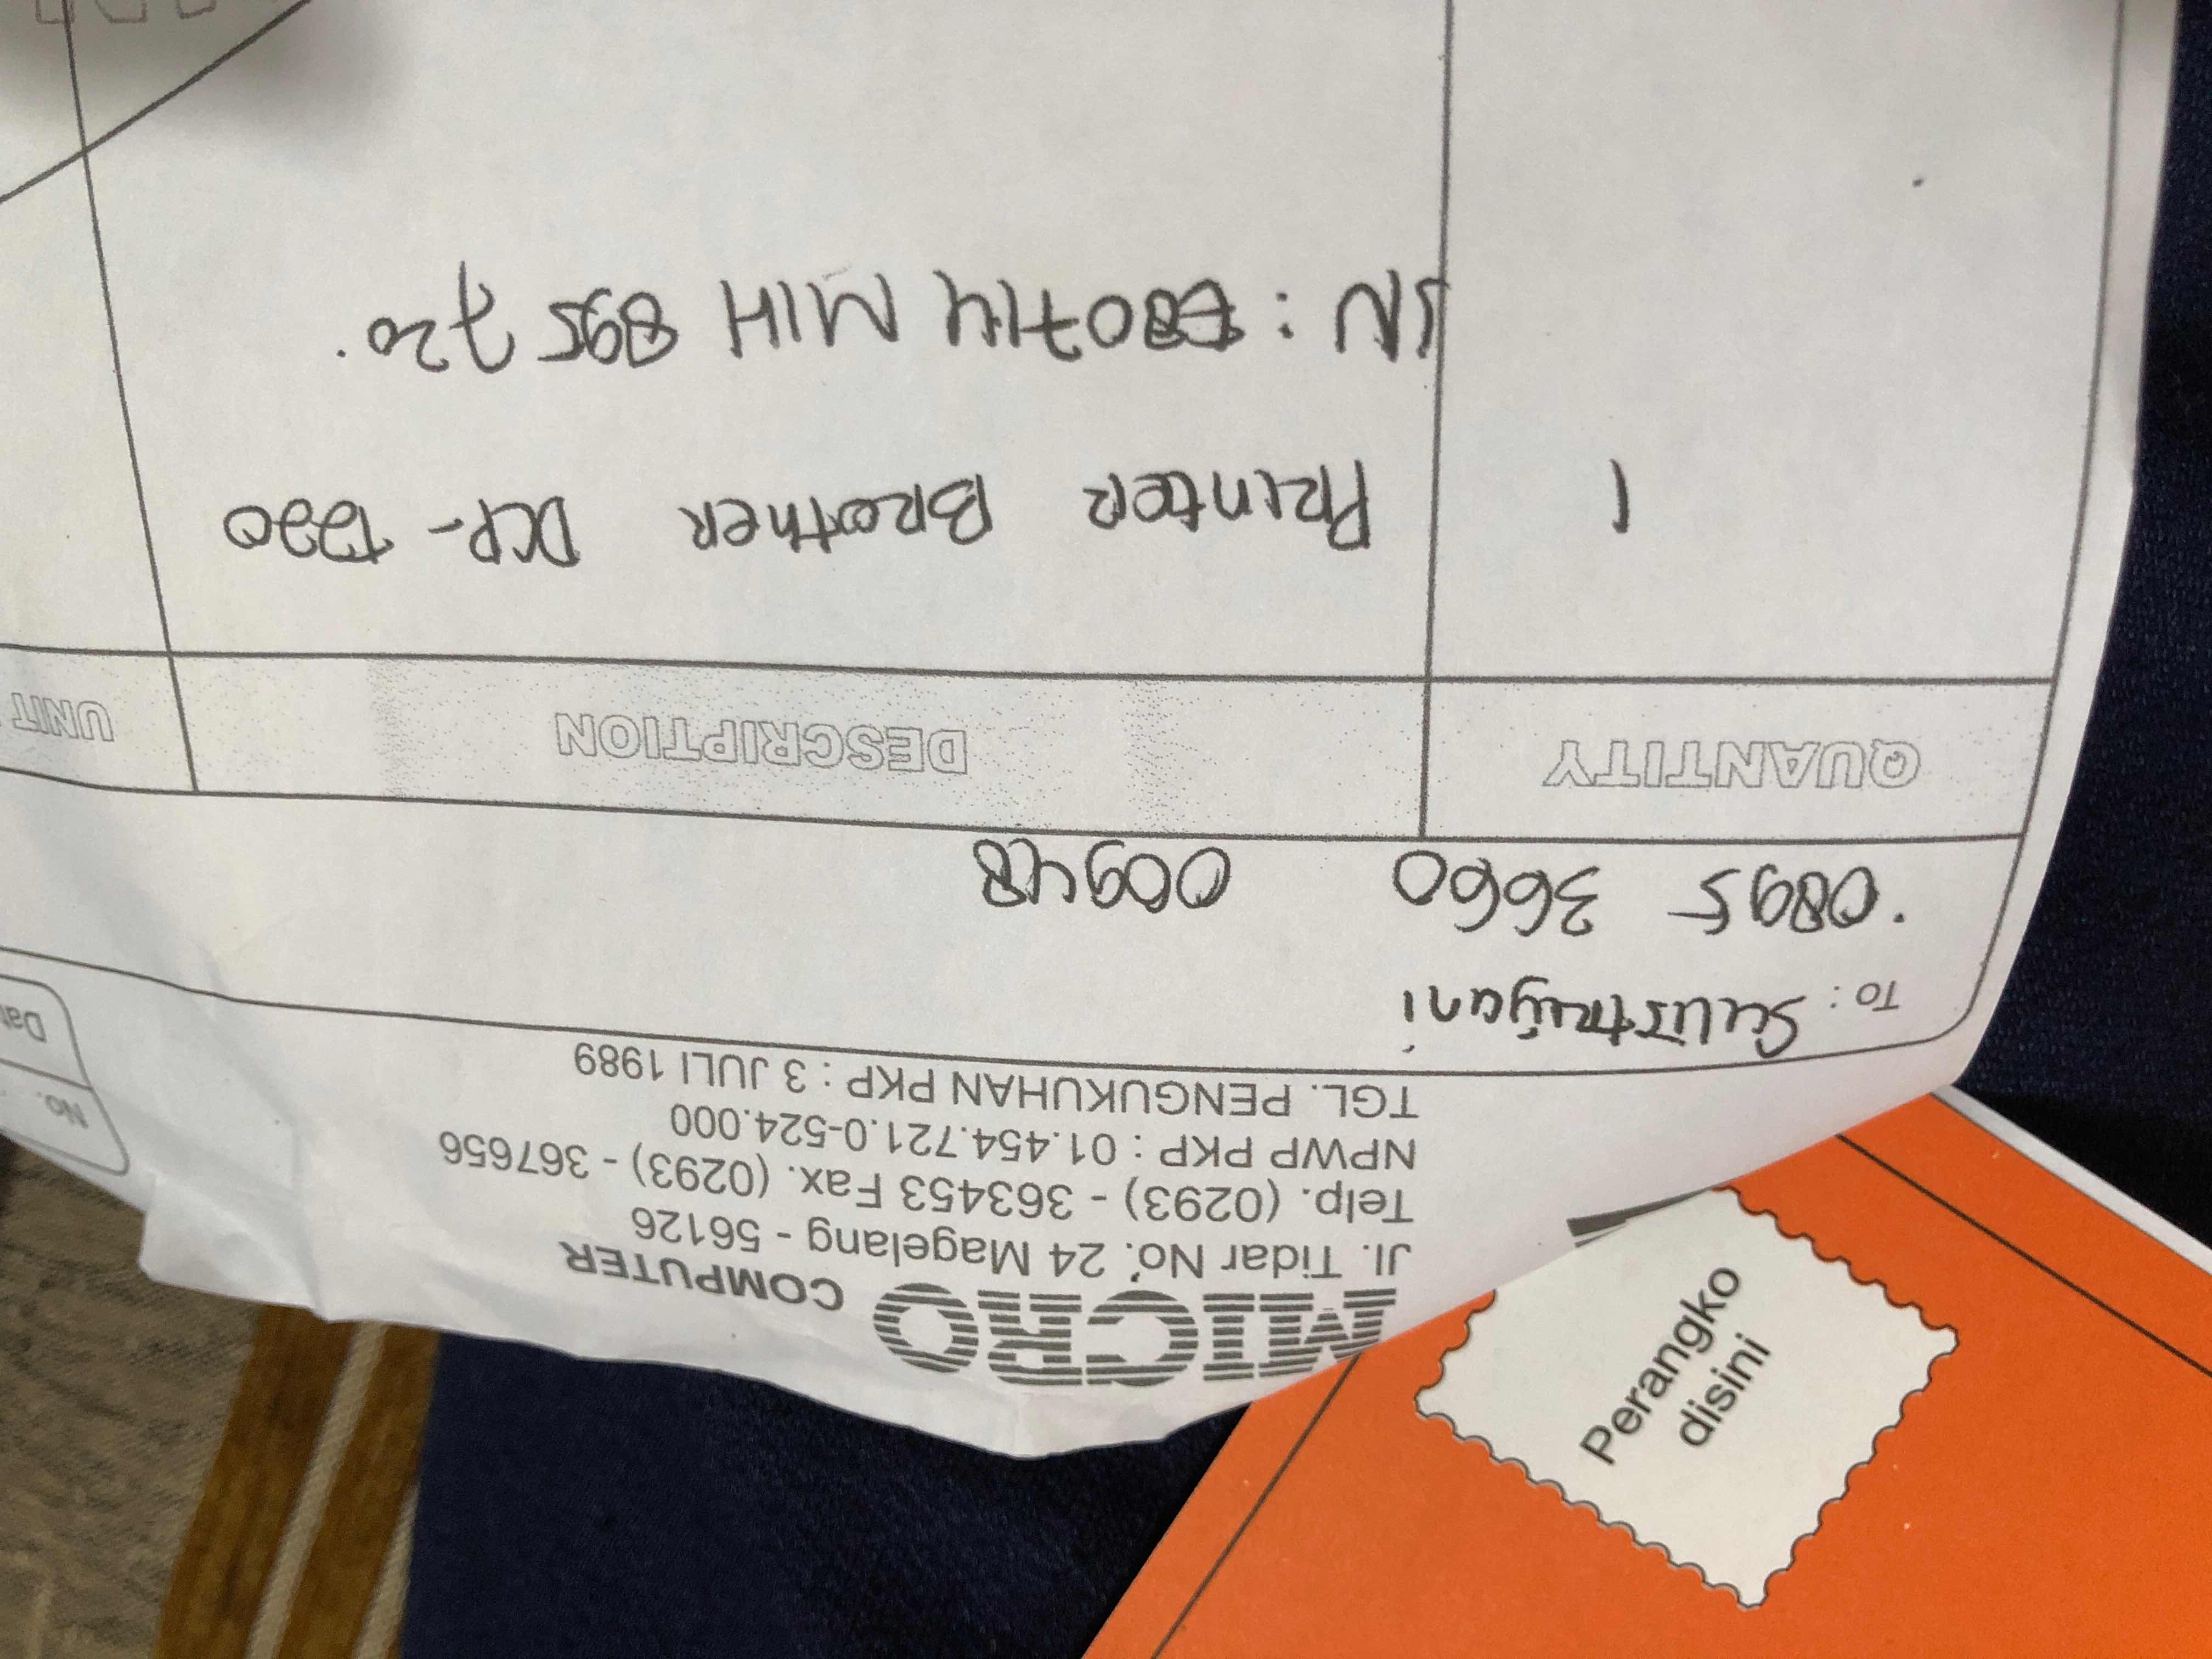 MICRO COMPUTER
Jl. Tidar No. 24 Magelang - 56126
Telp. (0293) - 363453 Fax. (0293) - 367656
NPWP PKP : 01.454.721.0-524.000
TGL. PENGUKUHAN PKP : 3 JULI 1989
No.
To :
0895 3660 00948
QUANTITY DESCRIPTION UNIT
1 Printer Brother DCP-T220
SN : E80714 M1H 895 720.
Perangko
disini